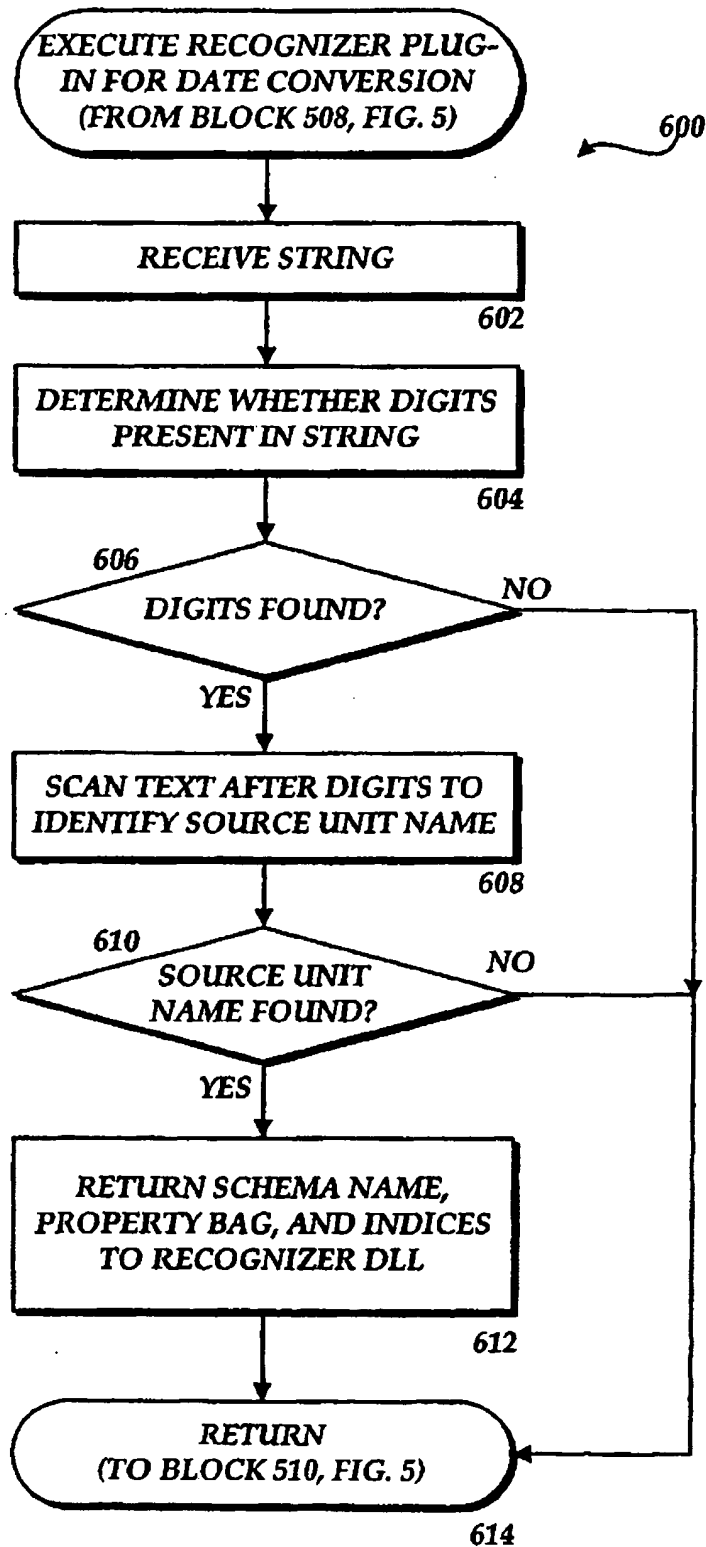 EXECUTE RECOGNIZER PLUG-
IN FOR DATE CONVERSION
(FROM BLOCK 508, FIG. 5)
600
RECEIVE STRING
602
DETERMINE WHETHER DIGITS
PRESENT IN STRING
604
606
DIGITS FOUND?
NO
YES
SCAN TEXT AFTER DIGITS TO
IDENTIFY SOURCE UNIT NAME
608
610
SOURCE UNIT
NAME FOUND?
NO
YES
RETURN SCHEMA NAME,
PROPERTY BAG, AND INDICES
TO RECOGNIZER DLL
612
RETURN
(TO BLOCK 510, FIG. 5)
614